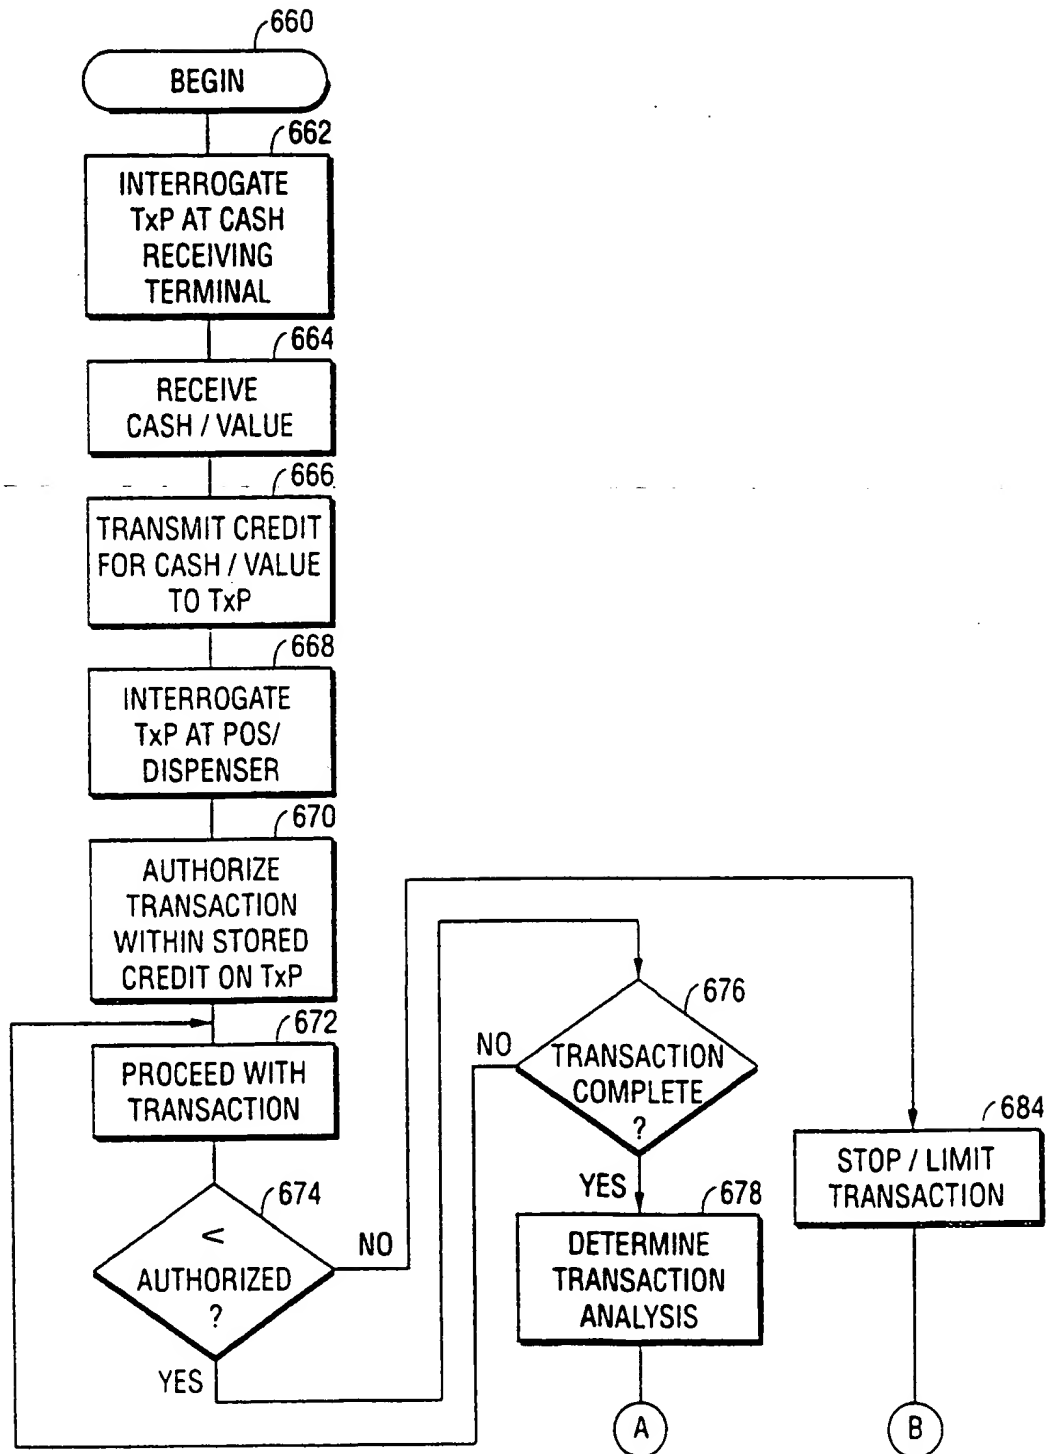 660
BEGIN
662
INTERROGATE
TxP AT CASH
RECEIVING
TERMINAL
664
RECEIVE
CASH / VALUE
666
TRANSMIT CREDIT
FOR CASH / VALUE
TO TxP
668
INTERROGATE
TxP AT POS/
DISPENSER
670
AUTHORIZE
TRANSACTION
WITHIN STORED
CREDIT ON TxP
672
PROCEED WITH
TRANSACTION
674
<
AUTHORIZED
?
NO
YES
676
TRANSACTION
COMPLETE
?
NO
YES
678
DETERMINE
TRANSACTION
ANALYSIS
A
684
STOP / LIMIT
TRANSACTION
B